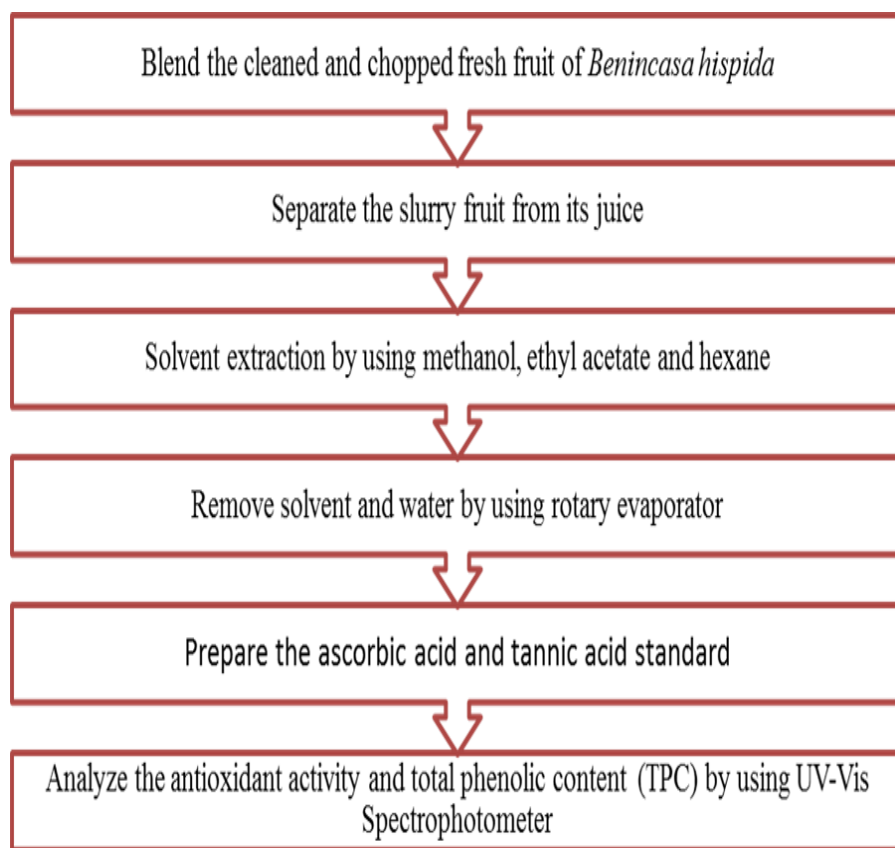 Blend the cleaned and chopped fresh fruit of Benincasa hispida
Separate the slurry fruit from its juice
Solvent extraction by using methanol, ethyl acetate and hexane
Remove solvent and water by using rotary evaporator
Prepare the ascorbic acid and tannic acid standard
Analyze the antioxidant activity and total phenolic content (TPC) by using UV-Vis
Spectrophotometer